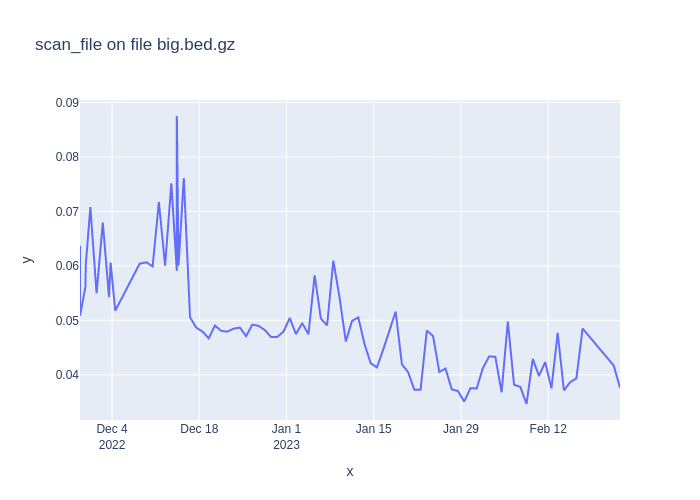 scan_file on file big.bed.gz
0.09
0.08
0.07
0.06
0.05
0.04
y
Dec 4
2022
Dec 18
Jan 1
2023
Jan 15
Jan 29
Feb 12
x